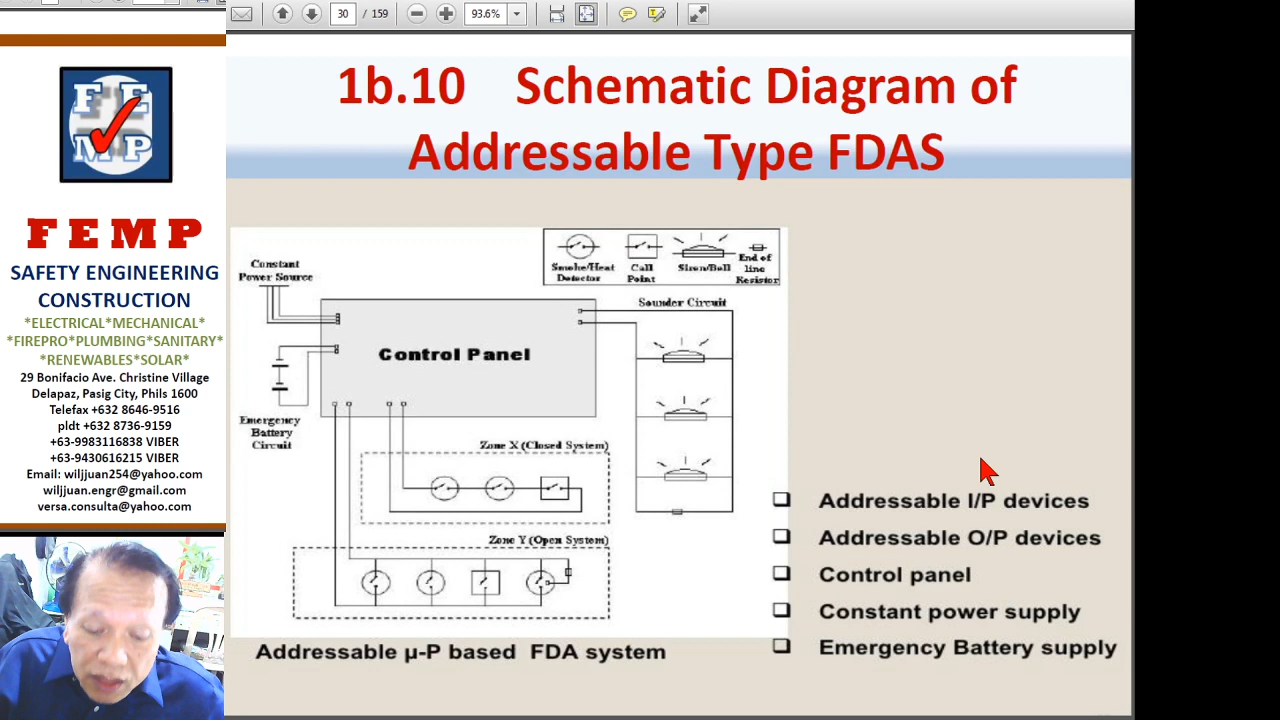 30 / 159
93.6%
1b.10 Schematic Diagram of
Addressable Type FDAS
F E
M P
FEMP
SAFETY ENGINEERING
CONSTRUCTION
*ELECTRICAL*MECHANICAL*
*FIREPRO*PLUMBING*SANITARY*
*RENEWABLES*SOLAR*
29 Bonifacio Ave. Christine Village
Delapaz, Pasig City, Phils 1600
Telefax +632 8646-9516
pldt +632 8736-9159
+63-9983116838 VIBER
+63-9430616215 VIBER
Email: wiljjuan254@yahoo.com
wiljjuan.engr@gmail.com
versa.consulta@yahoo.com
Smoke/Heat
Detector
Call
Point
Siren/Bell
End of
line
Resistor
Constant
Power Source
Sounder Circuit
Control Panel
Emergency
Battery
Circuit
Zone X (Closed System)
Zone Y (Open System)
Addressable μ-P based FDA system
Addressable I/P devices
Addressable O/P devices
Control panel
Constant power supply
Emergency Battery supply